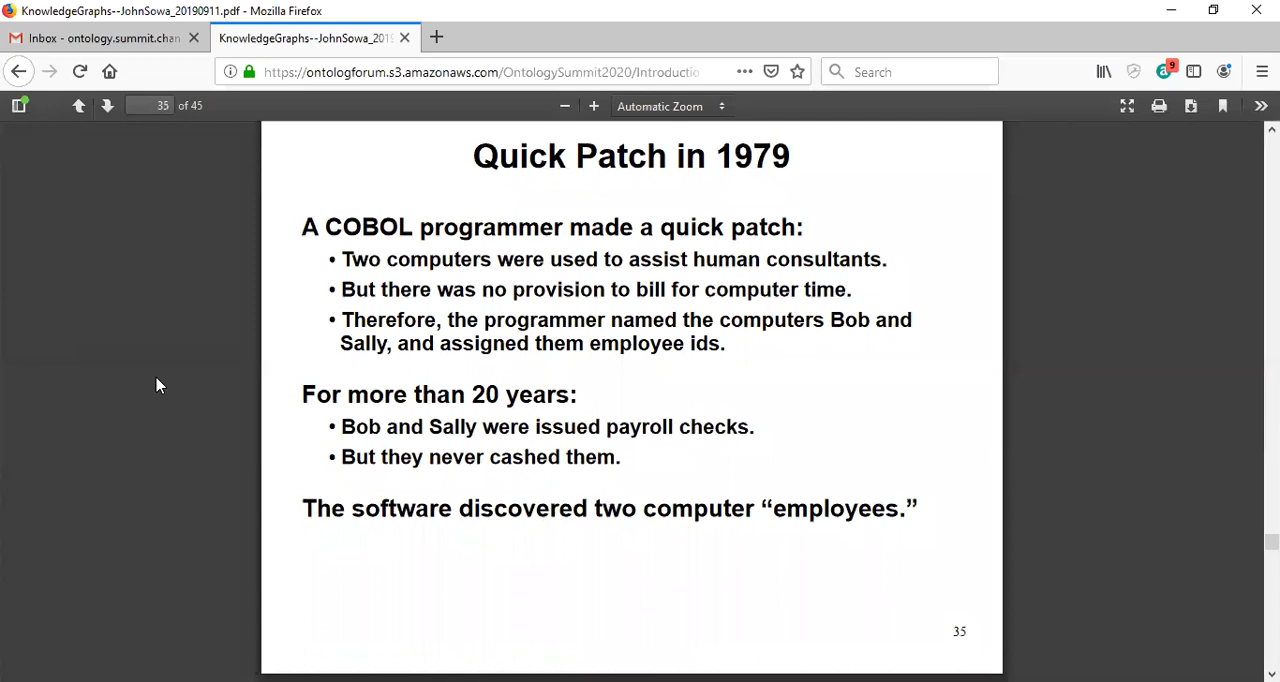 KnowledgeGraphs--JohnSowa_20190911.pdf - Mozilla Firefox
Inbox - ontology.summit.chan
KnowledgeGraphs--JohnSowa_201
https://ontologforum.s3.amazonaws.com/OntologySummit2020/Introductio
Search
9
35 of 45
Automatic Zoom
Quick Patch in 1979
A COBOL programmer made a quick patch:
• Two computers were used to assist human consultants.
• But there was no provision to bill for computer time.
• Therefore, the programmer named the computers Bob and
Sally, and assigned them employee ids.
For more than 20 years:
• Bob and Sally were issued payroll checks.
• But they never cashed them.
The software discovered two computer “employees.”
35